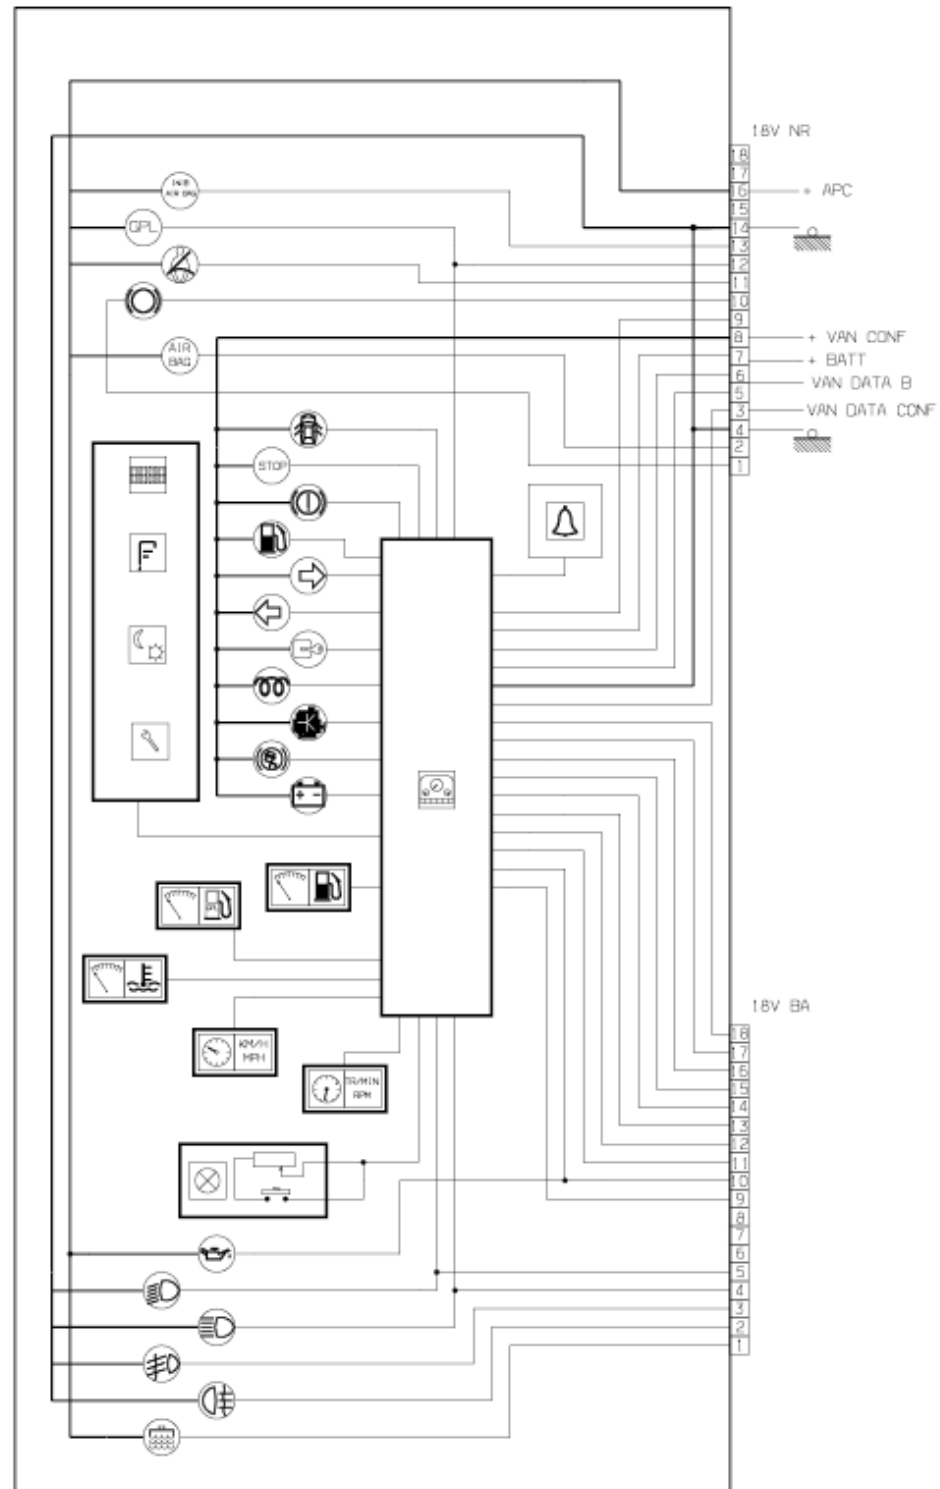 18V NR
18
17
16 + APC
15
14
INIB
AIR BAG
13
GPL
12
11
10
9
8 + VAN CONF
AIR
BAG
7 + BATT
6 VAN DATA B
5
3 VAN DATA CONF
4
2
STOP
1
F
+ -
18V BA
KM/H
MPH
18
17
TR/MIN
RPM
16
15
14
13
12
11
10
9
8
7
6
5
4
3
2
1